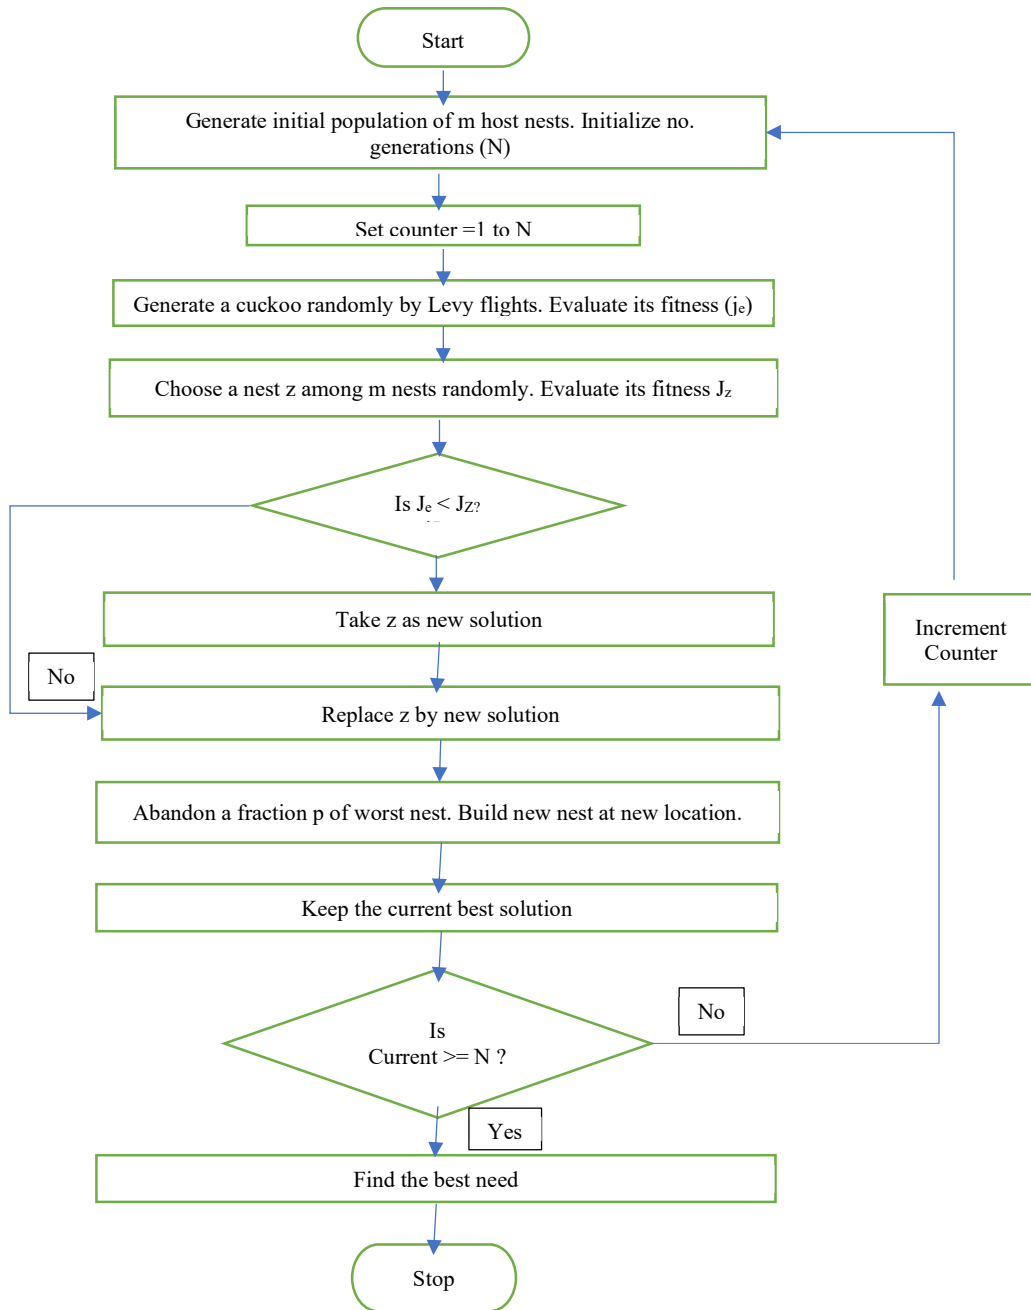 Start
Generate initial population of m host nests. Initialize no.
generations (N)
Set counter =1 to N
Generate a cuckoo randomly by Levy flights. Evaluate its fitness (jₑ)
Choose a nest z among m nests randomly. Evaluate its fitness J_z
Is Jₑ < J_Z?
Take z as new solution
Increment
Counter
No
Replace z by new solution
Abandon a fraction p of worst nest. Build new nest at new location.
Keep the current best solution
No
Is
Current >= N ?
Yes
Find the best need
Stop